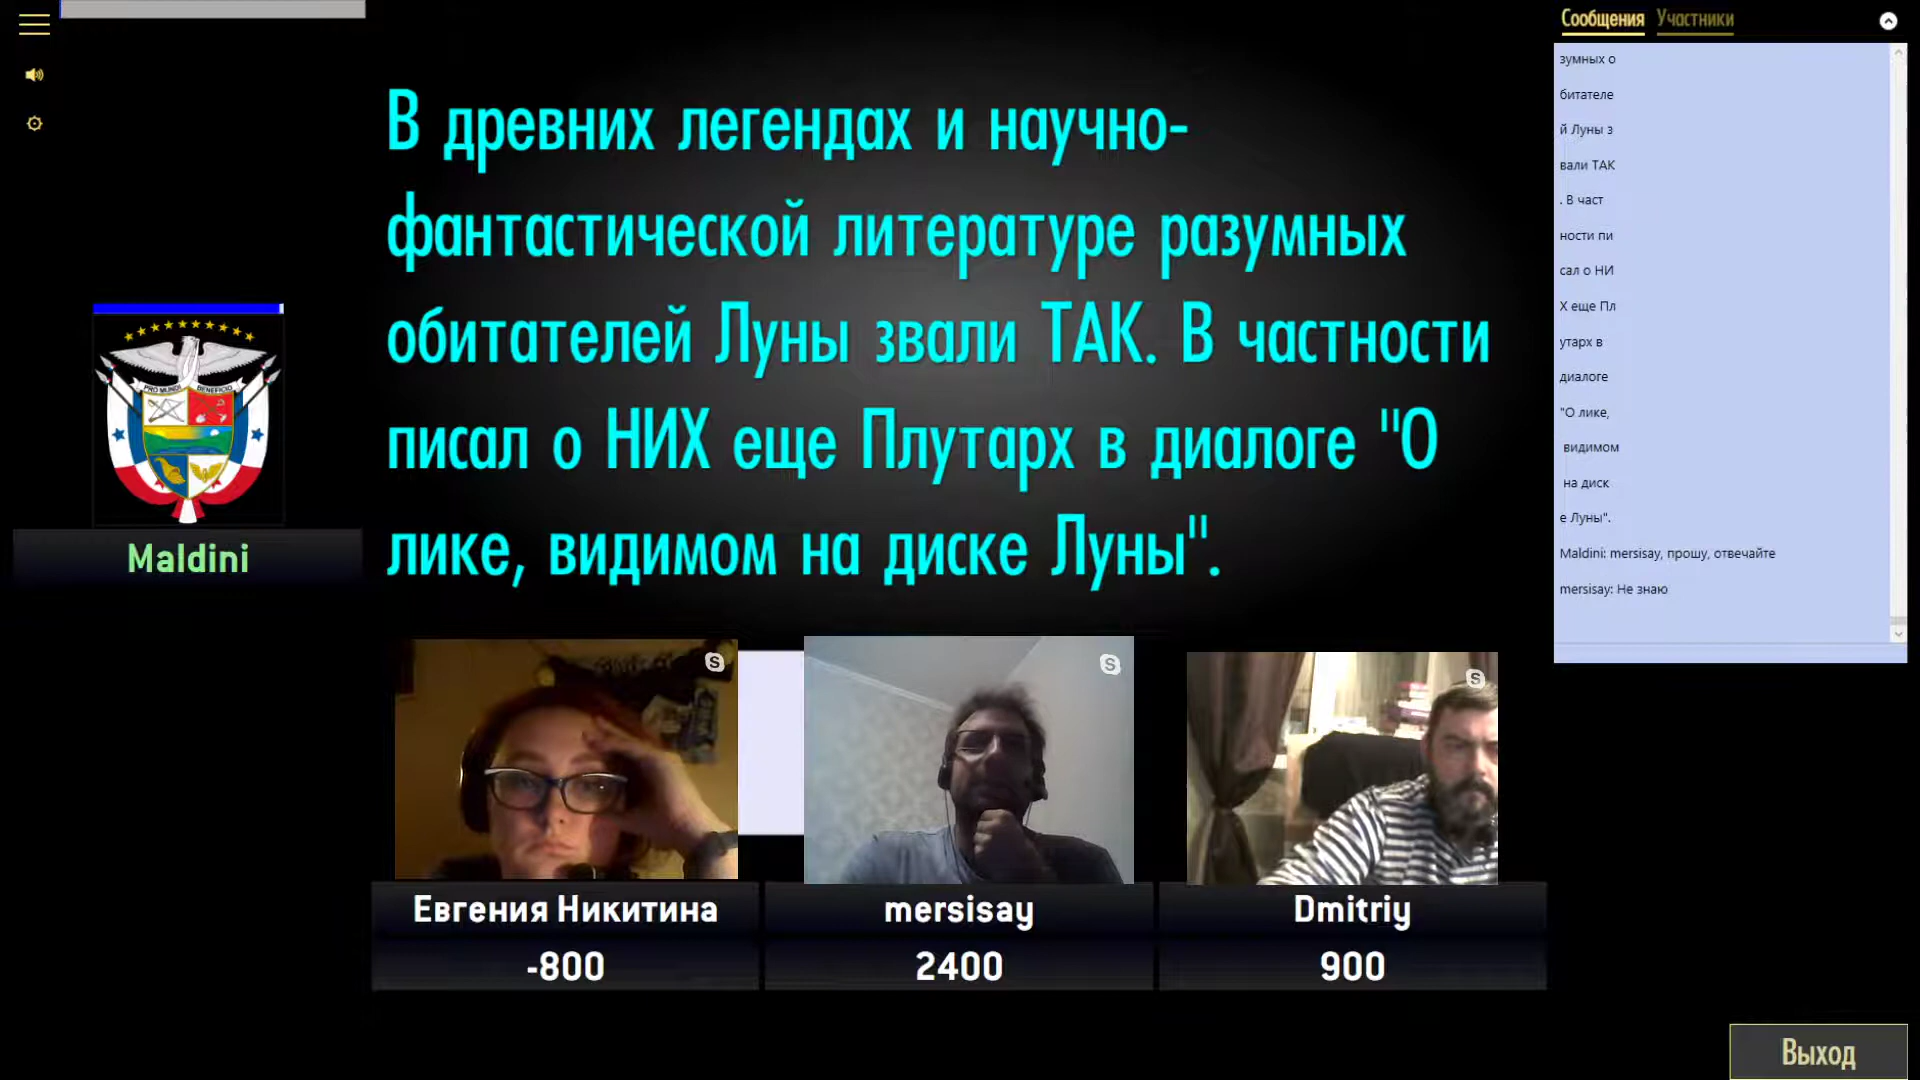 Сообщения Участники
В древних легендах и научно-
фантастической литературе разумных
обитателей Луны звали ТАК. В частности
писал о НИХ еще Плутарх в диалоге "О
лике, видимом на диске Луны".
зумных о
битателе
й Луны з
вали ТАК
. В част
ности пи
сал о НИ
Х еще Пл
утарх в
диалоге
"О лике,
видимом
на диск
е Луны".
Maldini: mersisay, прошу, отвечайте
mersisay: Не знаю
PRO MUNDI BENEFICIO
Maldini
S
S
S
Евгения Никитина
mersisay
Dmitriy
-800
2400
900
Выход